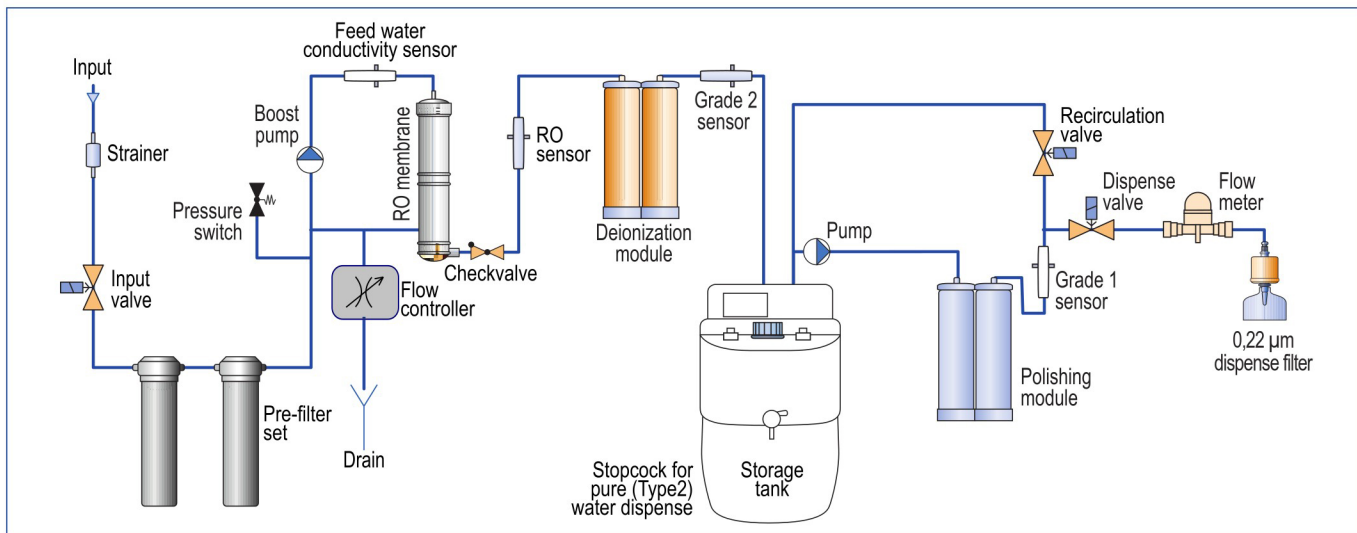 Input
Strainer
Input
valve
Pre-filter
set
Pressure
switch
Boost
pump
Feed water
conductivity sensor
RO membrane
Flow
controller
Drain
Checkvalve
RO
sensor
Deionization
module
Grade 2
sensor
Stopcock for
pure (Type2)
water dispense
Storage
tank
Pump
Polishing
module
Grade 1
sensor
Recirculation
valve
Dispense
valve
Flow
meter
0,22 µm
dispense filter